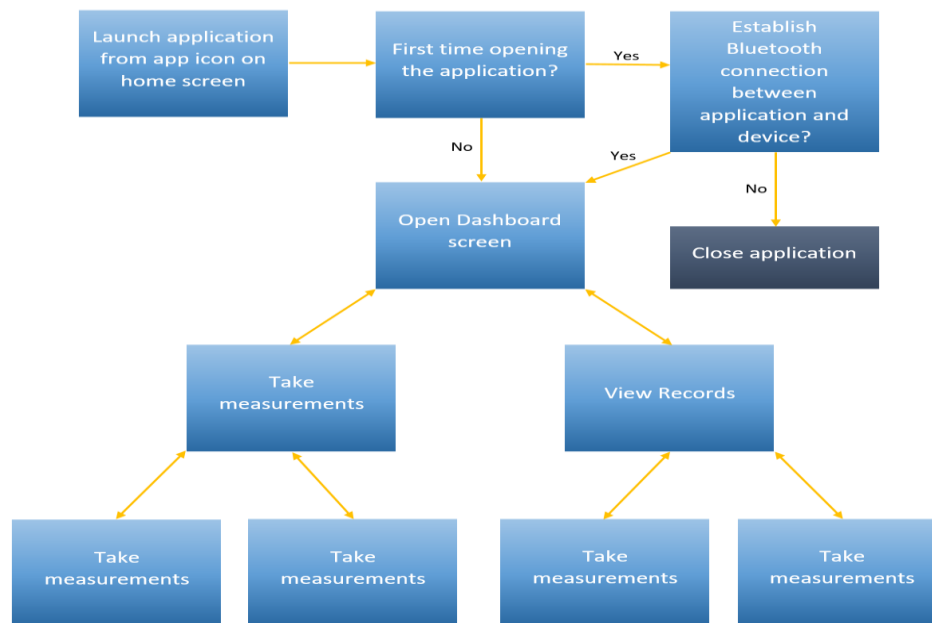 Launch application
from app icon on
home screen
First time opening
the application?
Yes
Establish
Bluetooth
connection
between
application and
device?
No
Yes
No
Open Dashboard
screen
Close application
Take
measurements
View Records
Take
measurements
Take
measurements
Take
measurements
Take
measurements